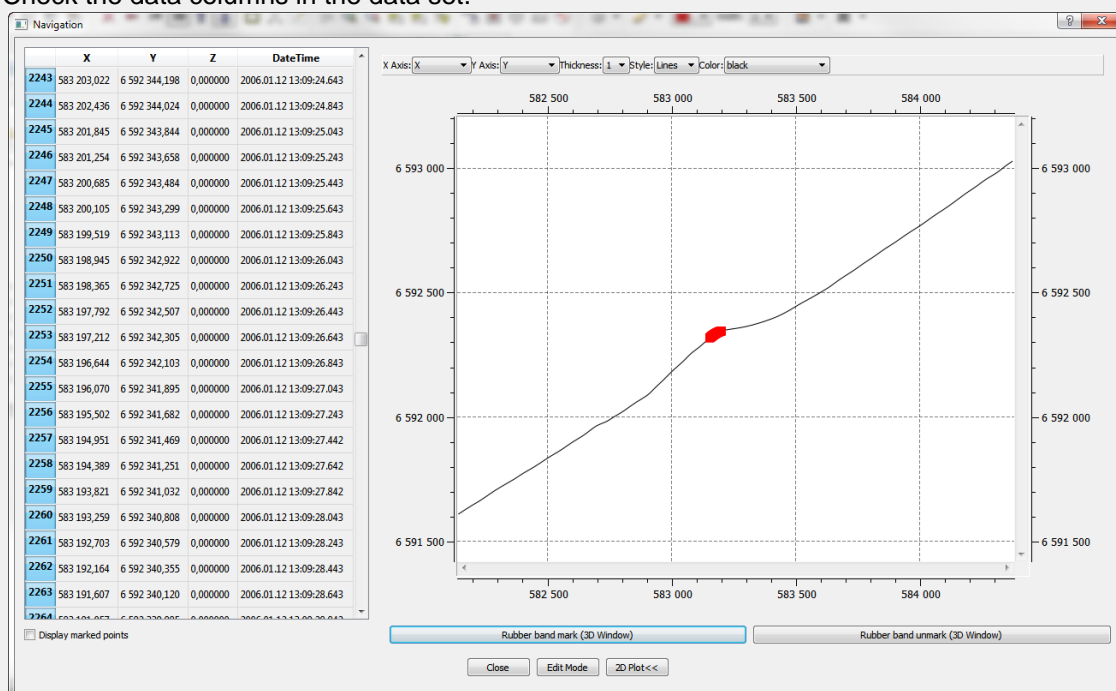 Check the data columns in the data set.
Navigation
X Y Z DateTime
2243 583 203,022 6 592 344,198 0,000000 2006.01.12 13:09:24.643
2244 583 202,436 6 592 344,024 0,000000 2006.01.12 13:09:24.843
2245 583 201,845 6 592 343,844 0,000000 2006.01.12 13:09:25.043
2246 583 201,254 6 592 343,658 0,000000 2006.01.12 13:09:25.243
2247 583 200,685 6 592 343,484 0,000000 2006.01.12 13:09:25.443
2248 583 200,105 6 592 343,299 0,000000 2006.01.12 13:09:25.643
2249 583 199,519 6 592 343,113 0,000000 2006.01.12 13:09:25.843
2250 583 198,945 6 592 342,922 0,000000 2006.01.12 13:09:26.043
2251 583 198,365 6 592 342,725 0,000000 2006.01.12 13:09:26.243
2252 583 197,792 6 592 342,507 0,000000 2006.01.12 13:09:26.443
2253 583 197,212 6 592 342,305 0,000000 2006.01.12 13:09:26.643
2254 583 196,644 6 592 342,103 0,000000 2006.01.12 13:09:26.843
2255 583 196,070 6 592 341,895 0,000000 2006.01.12 13:09:27.043
2256 583 195,502 6 592 341,682 0,000000 2006.01.12 13:09:27.243
2257 583 194,951 6 592 341,469 0,000000 2006.01.12 13:09:27.442
2258 583 194,389 6 592 341,251 0,000000 2006.01.12 13:09:27.642
2259 583 193,821 6 592 341,032 0,000000 2006.01.12 13:09:27.842
2260 583 193,259 6 592 340,808 0,000000 2006.01.12 13:09:28.043
2261 583 192,703 6 592 340,579 0,000000 2006.01.12 13:09:28.243
2262 583 192,164 6 592 340,355 0,000000 2006.01.12 13:09:28.443
2263 583 191,607 6 592 340,120 0,000000 2006.01.12 13:09:28.643
2264
Display marked points
X Axis: X Y Axis: Y Thickness: 1 Style: Lines Color: black
582 500 583 000 583 500 584 000
6 593 000 6 593 000
6 592 500 6 592 500
6 592 000 6 592 000
6 591 500 6 591 500
582 500 583 000 583 500 584 000
Rubber band mark (3D Window) Rubber band unmark (3D Window)
Close Edit Mode 2D Plot<<